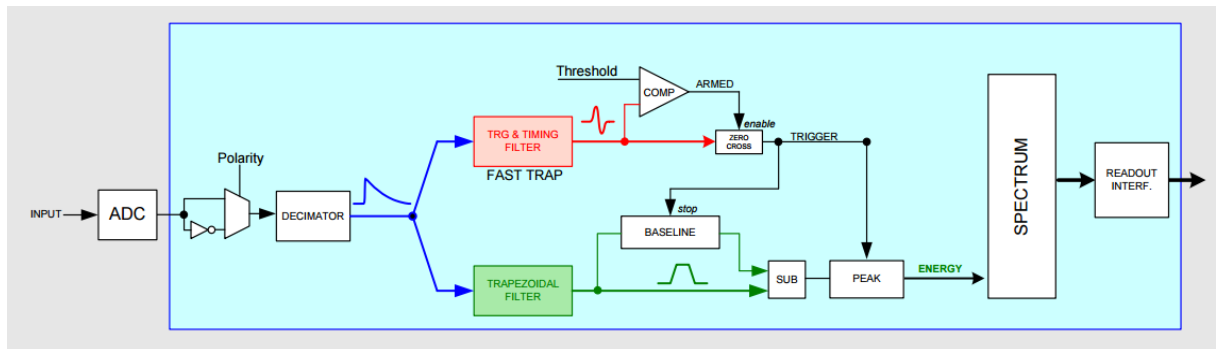 Threshold
COMP
ARMED
enable
TRG & TIMING
FILTER
FAST TRAP
ZERO
CROSS
TRIGGER
Polarity
INPUT
ADC
DECIMATOR
stop
BASELINE
TRAPEZOIDAL
FILTER
SUB
PEAK
ENERGY
SPECTRUM
READOUT
INTERF.